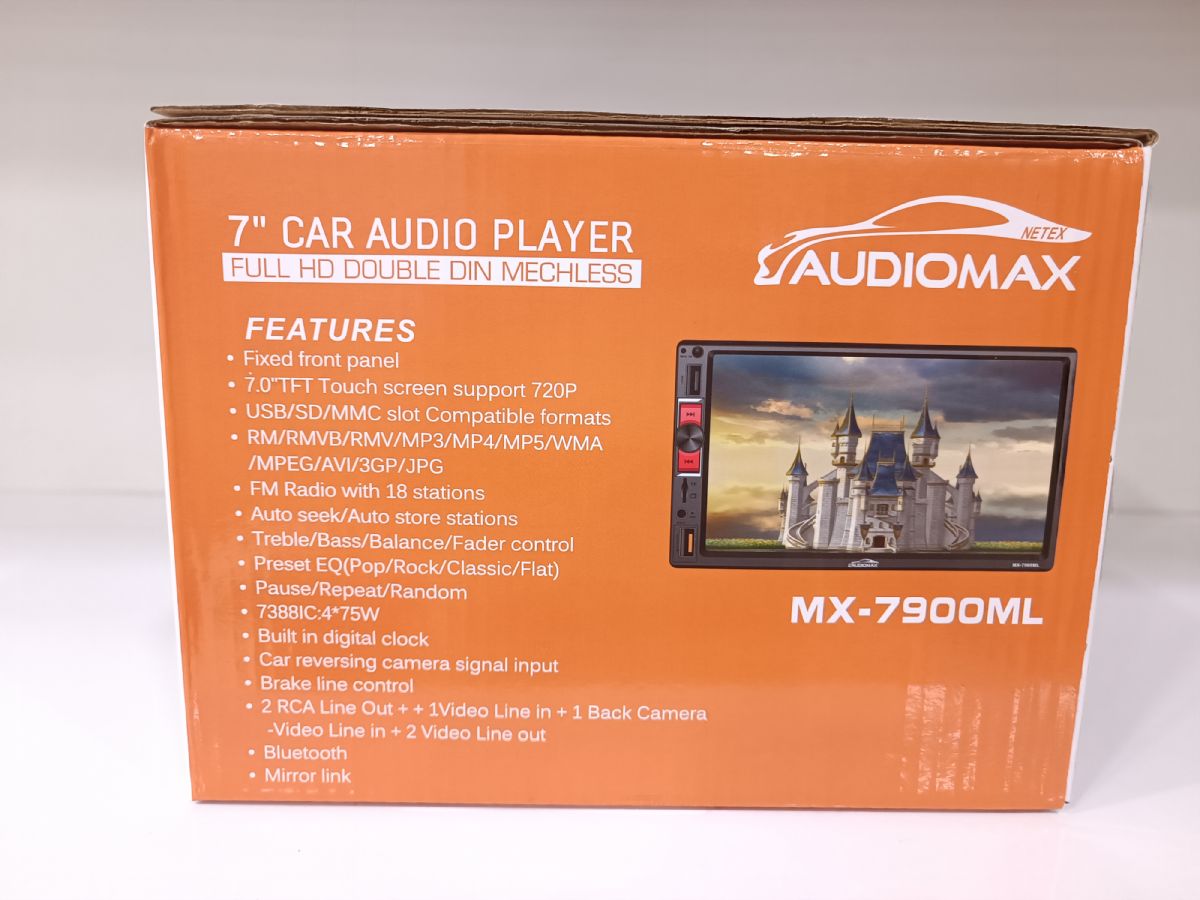 7" CAR AUDIO PLAYER
FULL HD DOUBLE DIN MECHLESS
NETEX
AUDIOMAX
FEATURES
• Fixed front panel
• 7.0"TFT Touch screen support 720P
• USB/SD/MMC slot Compatible formats
• RM/RMVB/RMV/MP3/MP4/MP5/WMA
/MPEG/AVI/3GP/JPG
• FM Radio with 18 stations
• Auto seek/Auto store stations
• Treble/Bass/Balance/Fader control
• Preset EQ(Pop/Rock/Classic/Flat)
• Pause/Repeat/Random
• 7388IC:4*75W
• Built in digital clock
• Car reversing camera signal input
• Brake line control
• 2 RCA Line Out + + 1Video Line in + 1 Back Camera
-Video Line in + 2 Video Line out
• Bluetooth
• Mirror link
AUDIOMAX
MX-7900ML
MX-7900ML